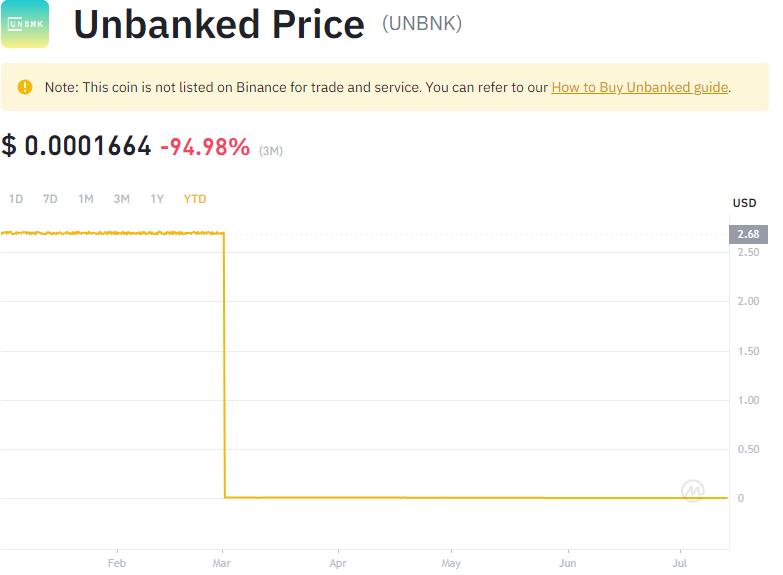 UNBNK
Unbanked Price (UNBNK)
Note: This coin is not listed on Binance for trade and service. You can refer to our How to Buy Unbanked guide.
$ 0.0001664 -94.98% (3M)
1D 7D 1M 3M 1Y YTD
USD
2.68
2.50
2.00
1.50
1.00
0.50
0
Feb Mar Apr May Jun Jul